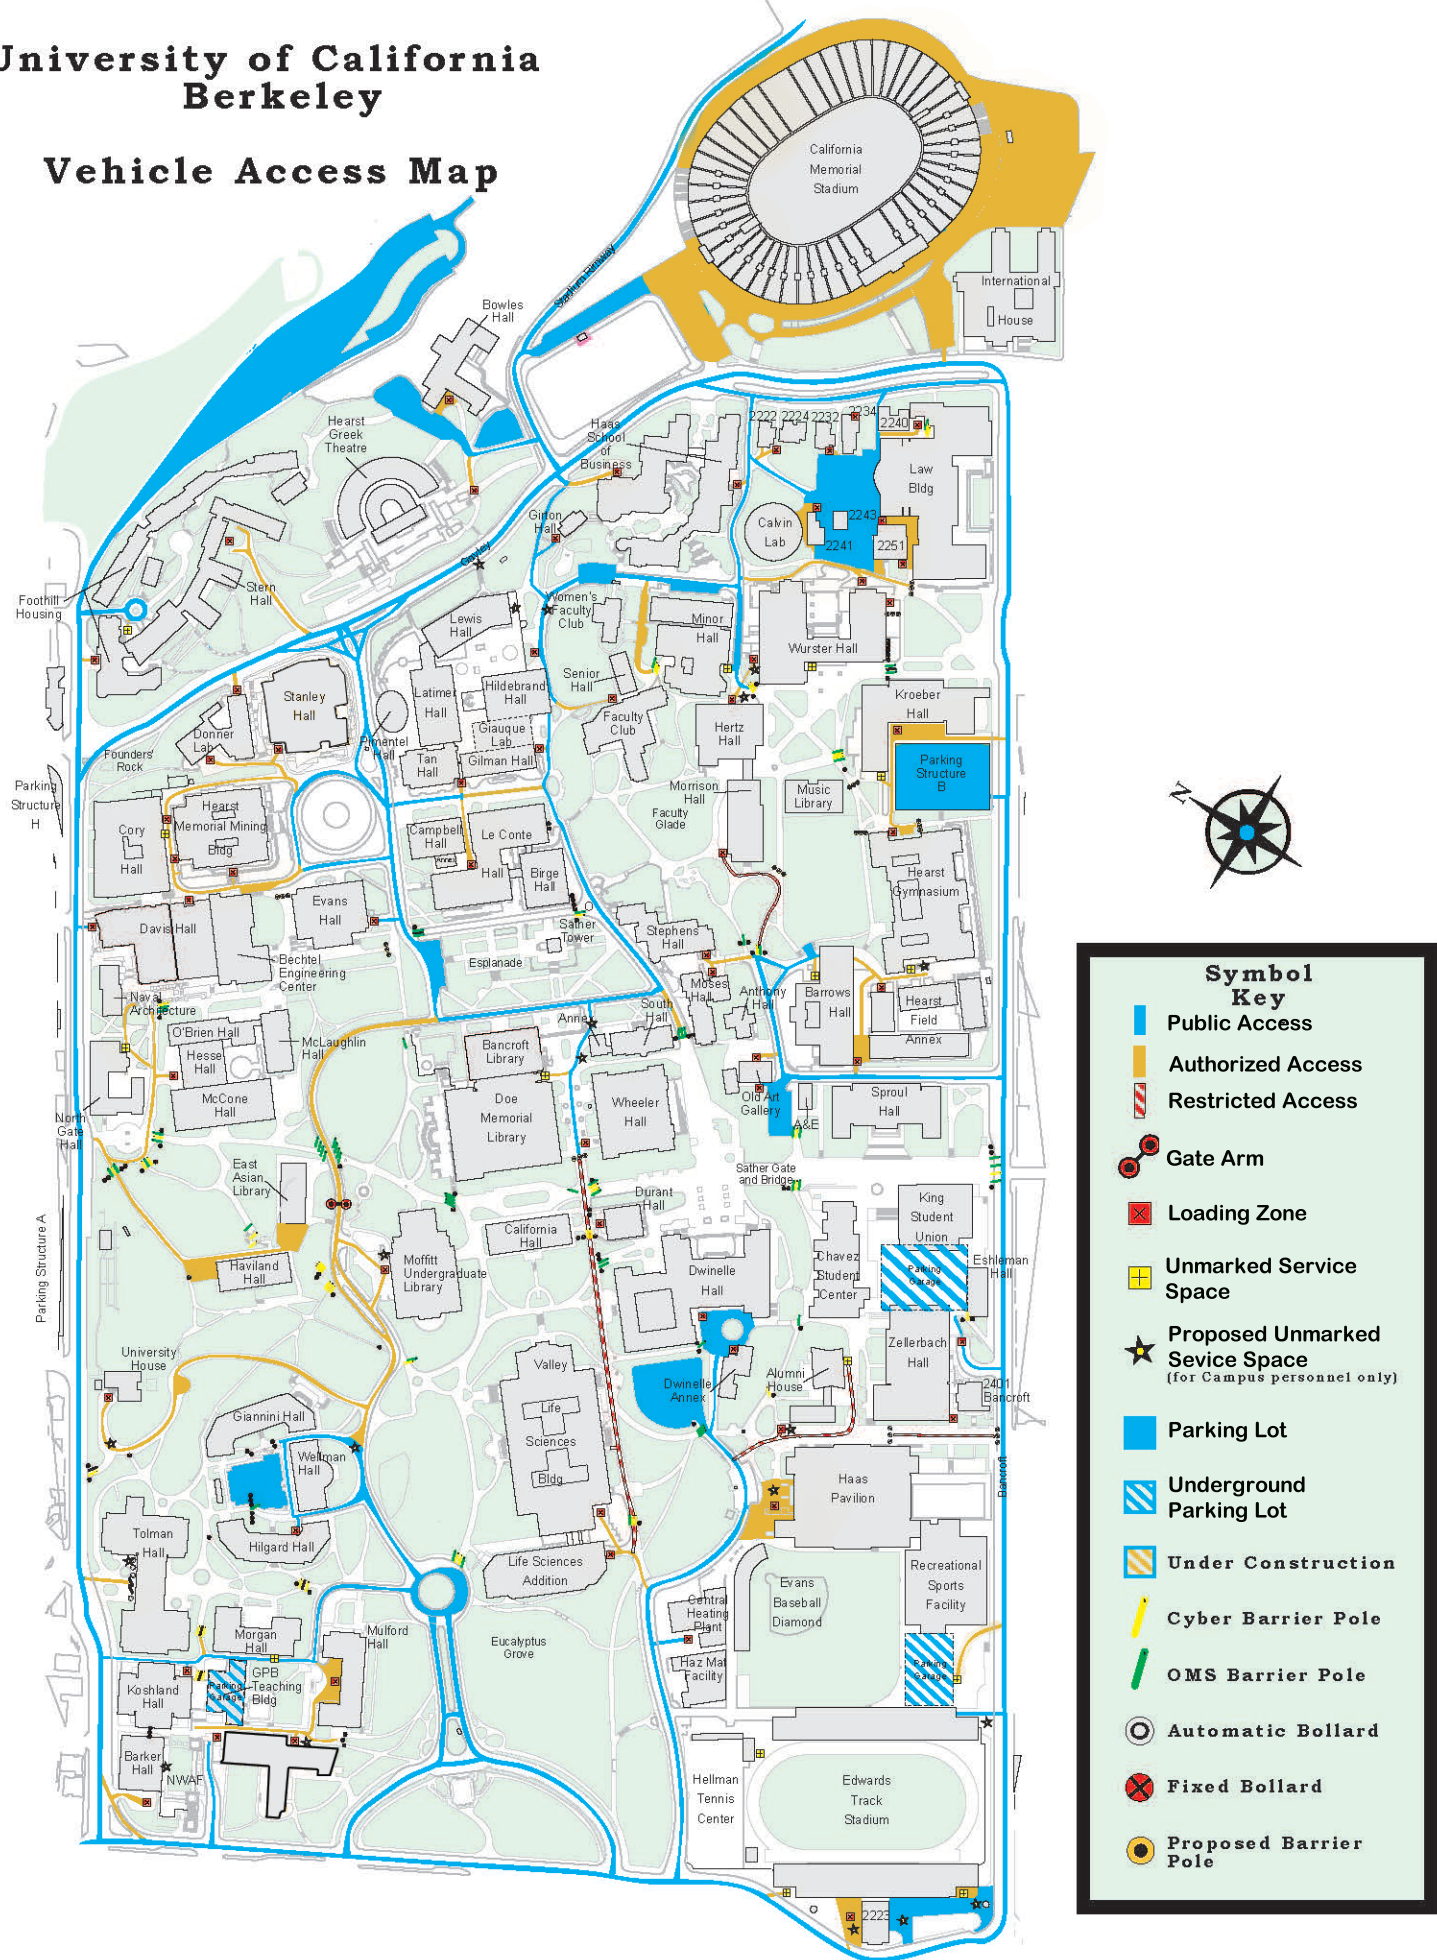 University of California
Berkeley
Vehicle Access Map
California
Memorial
Stadium
International
House
Stadium Rimway
Bowles
Hall
Hearst
Greek
Theatre
Haas
School
of
Business
2222
2224
2232
2234
2240
Law
Bldg
2243
2241
2251
Calvin
Lab
Girton
Hall
Gayley
Foothill
Housing
Stern
Hall
Lewis
Hall
Women's
Faculty
Club
Minor
Hall
Wurster Hall
Senior
Hall
Stanley
Hall
Latimer
Hall
Hildebrand
Hall
Kroeber
Hall
Donner
Lab
Pimentel
Hall
Giauque
Lab
Faculty
Club
Hertz
Hall
Founders'
Rock
Tan
Hall
Gilman Hall
Parking
Structure
B
Parking
Structure
H
Morrison
Hall
Music
Library
Faculty
Glade
Cory
Hall
Hearst
Memorial Mining
Bldg
Campbell
Hall
Annex
Le Conte
Hall
Birge
Hall
Hearst
Gymnasium
N
Evans
Hall
Davis Hall
Sather
Tower
Stephens
Hall
Bechtel
Engineering
Center
Esplanade
Moses
Hall
Anthony
Hall
Barrows
Hall
Hearst
Field
Annex
Naval
Architecture
O'Brien Hall
McLaughlin
Hall
Hesse
Hall
McCone
Hall
North
Gate
Hall
South
Hall
Annex
Bancroft
Library
Doe
Memorial
Library
Wheeler
Hall
Old Art
Gallery
A&E
Sproul
Hall
East
Asian
Library
Sather Gate
and Bridge
Durant
Hall
California
Hall
King
Student
Union
Parking
Garage
Eshleman
Hall
Parking Structure A
Haviland
Hall
Moffitt
Undergraduate
Library
Dwinelle
Hall
Chavez
Student
Center
Zellerbach
Hall
University
House
Valley
Life
Sciences
Bldg
Dwinelle
Annex
Alumni
House
2401
Bancroft
Giannini Hall
Wellman
Hall
Haas
Pavilion
Bancroft
Tolman
Hall
Hilgard Hall
Life Sciences
Addition
Recreational
Sports
Facility
Evans
Baseball
Diamond
Central
Heating
Plant
Morgan
Hall
Mulford
Hall
Eucalyptus
Grove
Haz Mat
Facility
Parking
Garage
Koshland
Hall
Parking
Garage
GPB
Teaching
Bldg
Barker
Hall
NWAF
Hellman
Tennis
Center
Edwards
Track
Stadium
2223
Symbol
Key
Public Access
Authorized Access
Restricted Access
Gate Arm
Loading Zone
Unmarked Service
Space
Proposed Unmarked
Sevice Space
(for Campus personnel only)
Parking Lot
Underground
Parking Lot
Under Construction
Cyber Barrier Pole
OMS Barrier Pole
Automatic Bollard
Fixed Bollard
Proposed Barrier
Pole